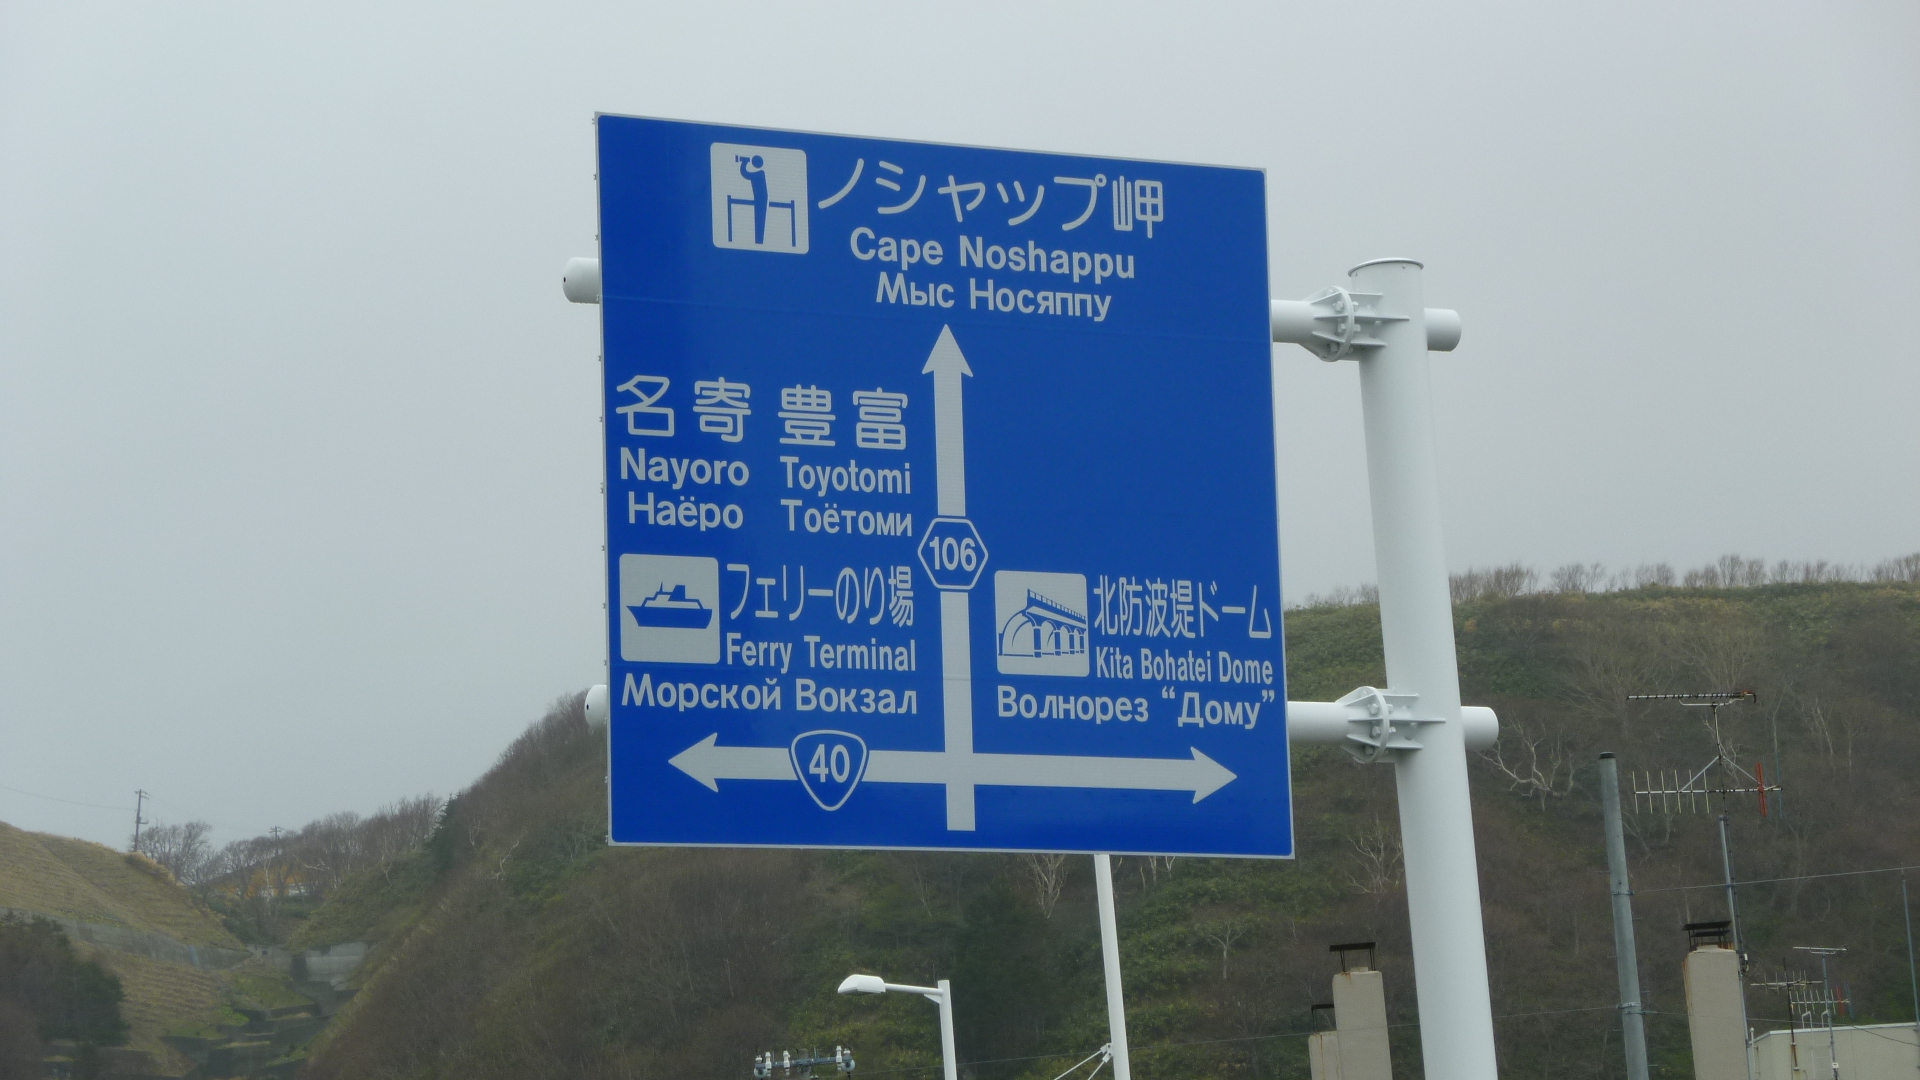 ノシャップ岬
Cape Noshappu
Мыс Носяппу
名寄 豊富
Nayoro Toyotomi
Наёро Тоётоми
106
フェリーのり場
Ferry Terminal
Морской Вокзал
北防波堤ドーム
Kita Bohatei Dome
Волнорез “Дому”
40